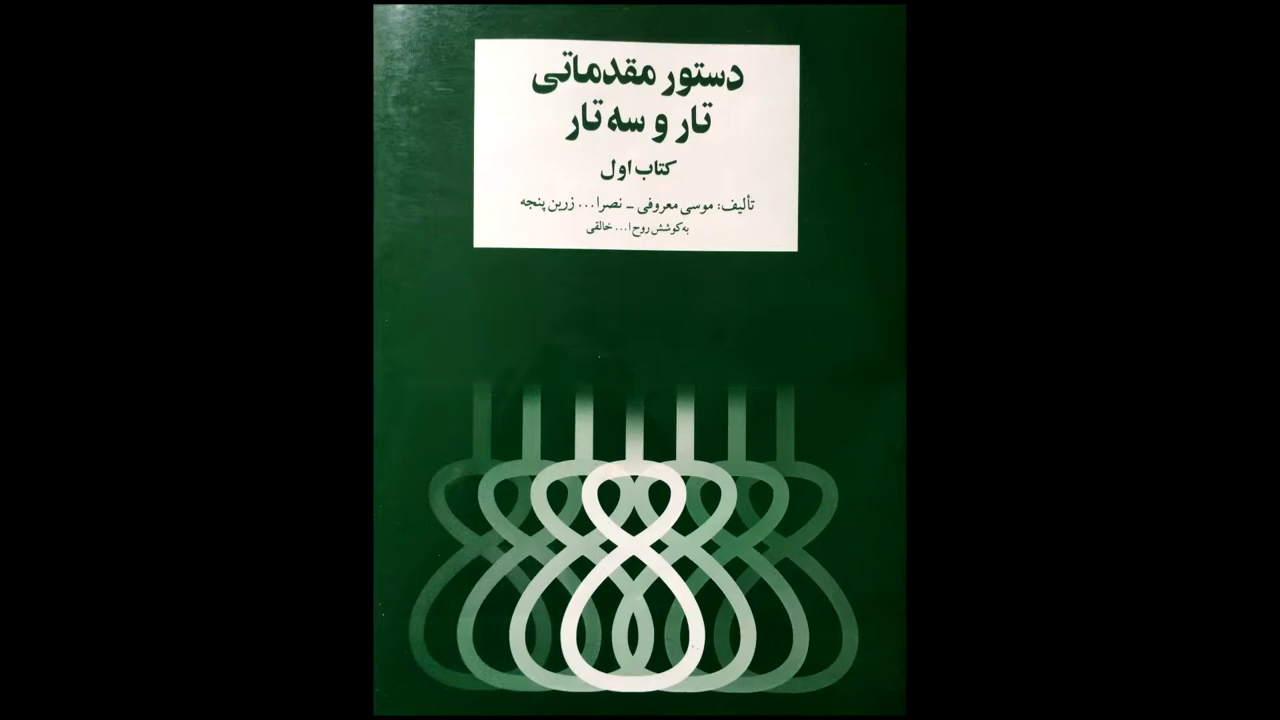 دستور مقدماتی
تار و سه تار
کتاب اول
تألیف: موسی معروفی - نصرا... زرین پنجه
به کوشش روح ا... خالقی